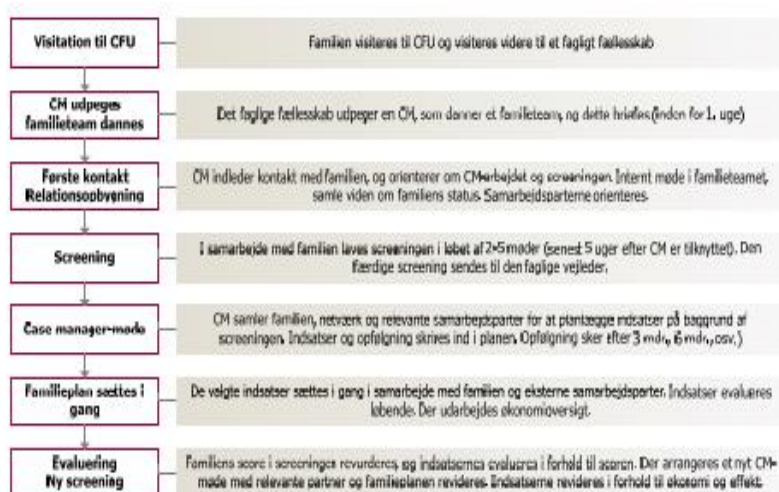 Visitation til CFU
Familien visiteres til CFU og visiteres videre til et fagligt fællesskab
CM udpeges
familieteam dannes
Det faglige fællesskab udpeger en CM, som danner et familieteam, og dette briefes (inden for 1. uge)
Første kontakt
Relationsopbygning
CM indleder kontakt med familien, og orienterer om CM-arbejdet og screeningen. Internt møde i familieteamet,
samle viden om familiens status. Samarbejdsparterne orienteres.
Screening
I samarbejde med familien laves screeningen i løbet af 2-5 møder (senest 5 uger efter CM er tilknyttet). Den
færdige screening sendes til den faglige vejleder.
Case manager-møde
CM samler familien, netværk og relevante samarbejdsparter for at planlægge indsatser på baggrund af
screeningen. Indsatser og opfølgning skrives ind i planen. Opfølgning sker efter 3 mdr., 6 mdr., osv.)
Familieplan sættes i
gang
De valgte indsatser sættes i gang i samarbejde med familien og eksterne samarbejdsparter. Indsatser evalueres
løbende. Der udarbejdes økonomioversigt.
Evaluering
Ny screening
Familiens score i screeninges revurderes, og indsatsernes evalueres i forhold til scoren. Der arrangeres et nyt CM-
møde med relevante partner og familieplanen revideres. Indsatserne revideres i forhold til økonomi og effekt.